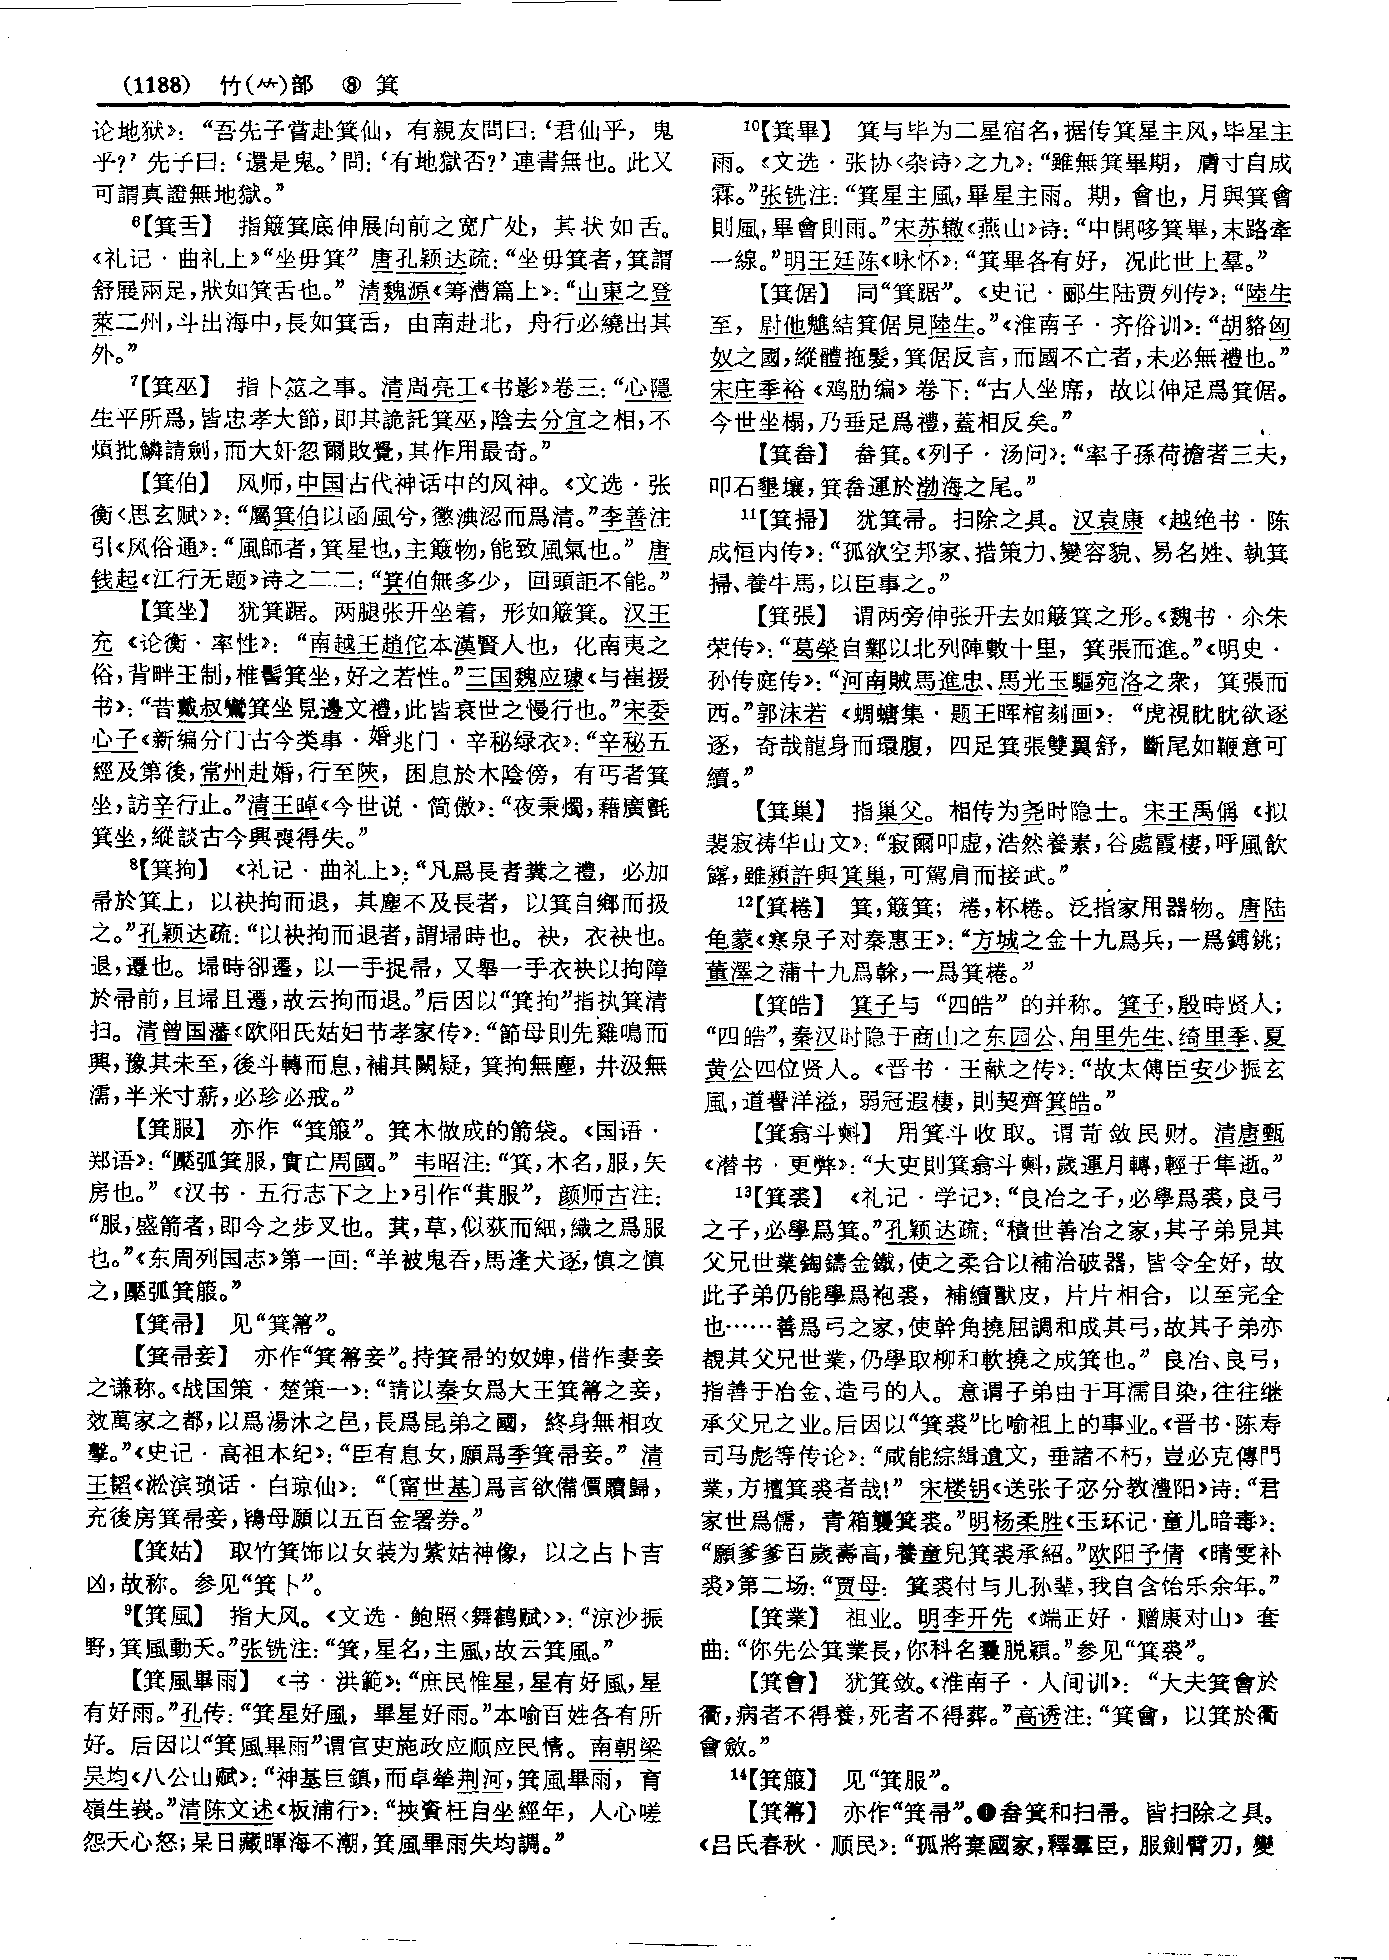 (1188) 竹(⺮)部 ⑧ 箕
论地狱》：“吾先子嘗赴箕仙，有親友問曰：‘君仙乎，鬼
乎？’先子曰：‘還是鬼。’問：‘有地獄否？’連書無也。此又
可謂真證無地獄。”
6【箕舌】 指簸箕底伸展向前之宽广处，其状如舌。
《礼记·曲礼上》“坐毋箕” 唐孔颖达疏：“坐毋箕者，箕謂
舒展兩足，狀如箕舌也。” 清魏源《筹漕篇上》：“山東之登
萊二州，斗出海中，長如箕舌，由南赴北，舟行必繞出其
外。”
7【箕巫】 指卜筮之事。清周亮工《书影》卷三：“心隱
生平所爲，皆忠孝大節，即其詭託箕巫，陰去分宜之相，不
煩批鱗請劍，而大奸忽爾敗覺，其作用最奇。”
【箕伯】 风师，中国古代神话中的风神。《文选·张
衡〈思玄赋〉》：“屬箕伯以函風兮，懲淟涊而爲清。”李善注
引《风俗通》：“風師者，箕星也，主簸物，能致風氣也。” 唐
钱起《江行无题》诗之二二：“箕伯無多少，回頭詎不能。”
【箕坐】 犹箕踞。两腿张开坐着，形如簸箕。汉王
充《论衡·率性》：“南越王趙佗本漢賢人也，化南夷之
俗，背畔王制，椎髻箕坐，好之若性。”三国魏应璩《与崔援
书》：“昔戴叔鸞箕坐見邊文禮，此皆衰世之慢行也。”宋委
心子《新编分门古今类事·婚兆门·辛秘绿衣》：“辛秘五
經及第後，常州赴婚，行至陝，困息於木陰傍，有丐者箕
坐，訪辛行止。”清王晫《今世说·简傲》：“夜秉燭，藉廣氈
箕坐，縱談古今興喪得失。”
8【箕拘】 《礼记·曲礼上》：“凡爲長者糞之禮，必加
帚於箕上，以袂拘而退，其塵不及長者，以箕自鄉而扱
之。”孔颖达疏：“以袂拘而退者，謂埽時也。袂，衣袂也。
退，遷也。埽時卻遷，以一手捉帚，又舉一手衣袂以拘障
於帚前，且埽且遷，故云拘而退。”后因以“箕拘”指执箕清
扫。清曾国藩《欧阳氏姑妇节孝家传》：“節母則先雞鳴而
興，豫其未至，後斗轉而息，補其闕疑，箕拘無塵，井汲無
濡，半米寸薪，必珍必戒。”
【箕服】 亦作 “箕箙”。箕木做成的箭袋。《国语·
郑语》：“檿弧箕服，實亡周國。” 韦昭注：“箕，木名，服，矢
房也。” 《汉书·五行志下之上》引作“萁服”，颜师古注：
“服，盛箭者，即今之步叉也。萁，草，似荻而細，織之爲服
也。”《东周列国志》第一回：“羊被鬼吞，馬逢犬逐，慎之慎
之，檿弧箕箙。”
【箕帚】 见“箕箒”。
【箕帚妾】 亦作“箕箒妾”。持箕帚的奴婢，借作妻妾
之谦称。《战国策·楚策一》：“請以秦女爲大王箕箒之妾，
效萬家之都，以爲湯沐之邑，長爲昆弟之國，終身無相攻
擊。”《史记·高祖本纪》：“臣有息女，願爲季箕帚妾。” 清
王韬《淞滨琐话·白琼仙》：“〔甯世基〕爲言欲備價贖歸，
充後房箕帚妾，鴇母願以五百金署券。”
【箕姑】 取竹箕饰以女装为紫姑神像，以之占卜吉
凶，故称。参见“箕卜”。
9【箕風】 指大风。《文选·鲍照〈舞鹤赋〉》：“涼沙振
野，箕風動天。”张铣注：“箕，星名，主風，故云箕風。”
【箕風畢雨】 《书·洪範》：“庶民惟星，星有好風，星
有好雨。”孔传：“箕星好風，畢星好雨。”本喻百姓各有所
好。后因以“箕風畢雨”谓官吏施政应顺应民情。南朝梁
吴均《八公山赋》：“神基巨鎮，而卓犖荆河，箕風畢雨，育
嶺生峩。”清陈文述《板浦行》：“挾資枉自坐經年，人心嗟
怨天心怒；杲日藏暉海不潮，箕風畢雨失均調。”
10【箕畢】 箕与毕为二星宿名，据传箕星主风，毕星主
雨。《文选·张协〈杂诗〉之九》：“雖無箕畢期，膚寸自成
霖。”张铣注：“箕星主風，畢星主雨。期，會也，月與箕會
則風，畢會則雨。”宋苏辙《燕山》诗：“中開哆箕畢，末路牽
一線。”明王廷陈《咏怀》：“箕畢各有好，况此世上羣。”
【箕倨】 同“箕踞”。《史记·郦生陆贾列传》：“陸生
至，尉他魋結箕倨見陸生。”《淮南子·齐俗训》：“胡貉匈
奴之國，縱體拖髮，箕倨反言，而國不亡者，未必無禮也。”
宋庄季裕《鸡肋编》卷下：“古人坐席，故以伸足爲箕倨。
今世坐榻，乃垂足爲禮，蓋相反矣。”
【箕畚】 畚箕。《列子·汤问》：“率子孫荷擔者三夫，
叩石墾壤，箕畚運於渤海之尾。”
11【箕掃】 犹箕帚。扫除之具。汉袁康《越绝书·陈
成恒内传》：“孤欲空邦家、措策力、變容貌、易名姓、執箕
掃、養牛馬，以臣事之。”
【箕張】 谓两旁伸张开去如簸箕之形。《魏书·尒朱
荣传》：“葛榮自鄴以北列陣數十里，箕張而進。”《明史·
孙传庭传》：“河南賊馬進忠、馬光玉驅宛洛之衆，箕張而
西。”郭沫若《蜩螗集·题王晖棺刻画》：“虎視眈眈欲逐
逐，奇哉龍身而環腹，四足箕張雙翼舒，斷尾如鞭意可
續。”
【箕巢】 指巢父。相传为尧时隐士。宋王禹偁《拟
裴寂祷华山文》：“寂爾叩虚，浩然養素，谷處霞棲，呼風飲
露，雖潁許與箕巢，可駕肩而接武。”
12【箕棬】 箕，簸箕；棬，杯棬。泛指家用器物。唐陆
龟蒙《寒泉子对秦惠王》：“方城之金十九爲兵，一爲鎛銚；
董澤之蒲十九爲幹，一爲箕棬。”
【箕皓】 箕子与 “四皓” 的并称。箕子，殷時贤人；
“四皓”，秦汉时隐于商山之东园公、甪里先生、绮里季、夏
黄公四位贤人。《晋书·王献之传》：“故太傅臣安少振玄
風，道譽洋溢，弱冠遐棲，則契齊箕皓。”
【箕翕斗𣂏】 用箕斗收取。谓苛敛民财。清唐甄
《潜书·更弊》：“大吏則箕翕斗𣂏，歲運月轉，輕于隼逝。”
13【箕裘】 《礼记·学记》：“良冶之子，必學爲裘，良弓
之子，必學爲箕。”孔颖达疏：“積世善冶之家，其子弟見其
父兄世業鋾鑄金鐵，使之柔合以補治破器，皆令全好，故
此子弟仍能學爲袍裘，補續獸皮，片片相合，以至完全
也……善爲弓之家，使幹角撓屈調和成其弓，故其子弟亦
覩其父兄世業，仍學取柳和軟撓之成箕也。” 良冶、良弓，
指善于冶金、造弓的人。意谓子弟由于耳濡目染，往往继
承父兄之业。后因以“箕裘”比喻祖上的事业。《晋书·陈寿
司马彪等传论》：“咸能綜緝遺文，垂諸不朽，豈必克傳門
業，方擅箕裘者哉！” 宋楼钥《送张子宓分教澧阳》诗：“君
家世爲儒，青箱襲箕裘。”明杨柔胜《玉环记·童儿暗毒》：
“願爹爹百歲壽高，養童兒箕裘承紹。”欧阳予倩《晴雯补
裘》第二场：“贾母：箕裘付与儿孙辈，我自含饴乐余年。”
【箕業】 祖业。明李开先《端正好·赠康对山》套
曲：“你先公箕業長，你科名囊脱穎。”参见“箕裘”。
【箕會】 犹箕敛。《淮南子·人间训》：“大夫箕會於
衢，病者不得養，死者不得葬。”高诱注：“箕會，以箕於衢
會斂。”
14【箕箙】 见“箕服”。
【箕箒】 亦作“箕帚”。❶畚箕和扫帚。皆扫除之具。
《吕氏春秋·顺民》：“孤將棄國家，釋羣臣，服劍臂刃，變